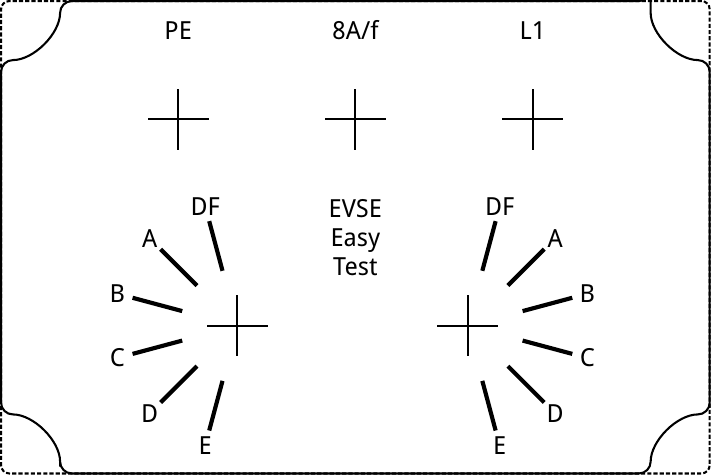 PE 8A/f L1
DF EVSE DF
A Easy A
Test
B B
C C
D D
E E